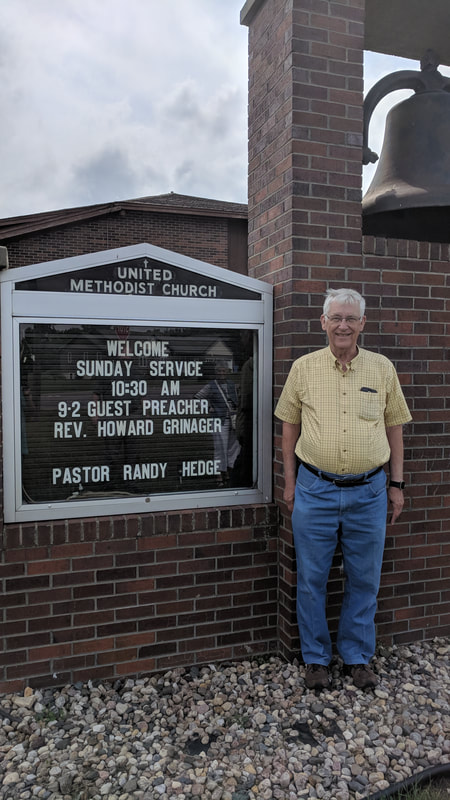 UNITED
METHODIST CHURCH
WELCOME
SUNDAY SERVICE
10:30 AM
9-2 GUEST PREACHER
REV. HOWARD GRINAGER
PASTOR RANDY HEDGE